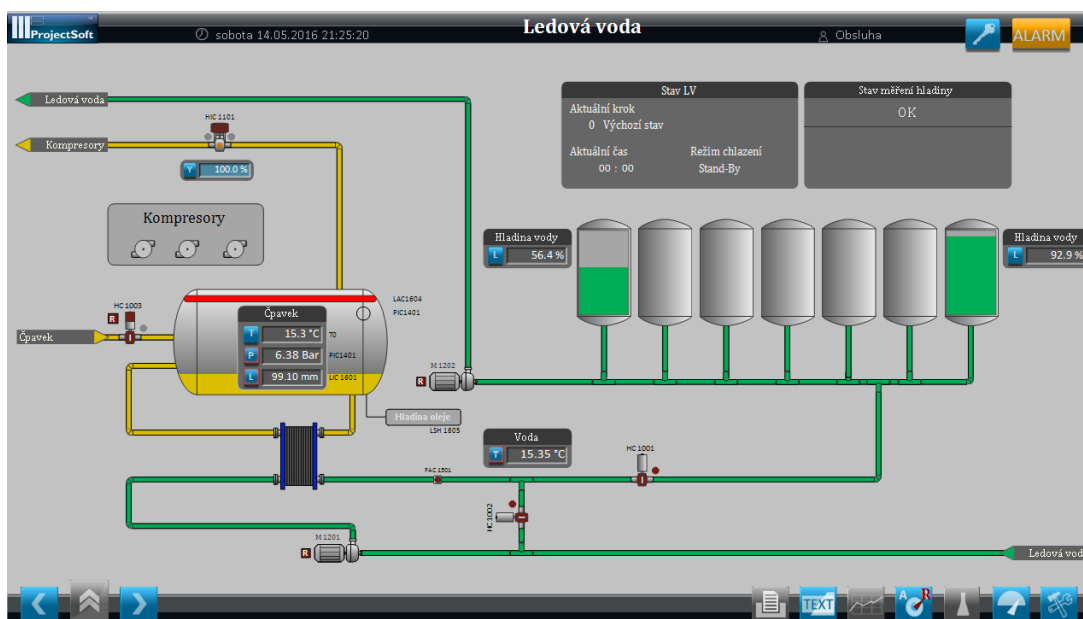 ProjectSoft
sobota 14.05.2016 21:25:20
Ledová voda
Obsluha
ALARM
Ledová voda
HIC 1101
Kompresory
Y 100.0 %
Stav LV
Aktuální krok
0 Výchozí stav
Aktuální čas Režim chlazení
00 : 00 Stand-By
Stav měření hladiny
OK
Kompresory
Hladina vody
L 56.4 %
Hladina vody
L 92.9 %
HC 1003
R
Čpavek
LAC1604
PIC1401
Čpavek
T 15.3 °C TO
P 6.38 Bar PIC1401
L 99.10 mm LIC 1601
M 1202
R
Hladina oleje
LSH 1605
Voda
T 15.35 °C
HC 1001
FAC 1501
HC 1002
M 1201
R
Ledová vod
TEXT
A R